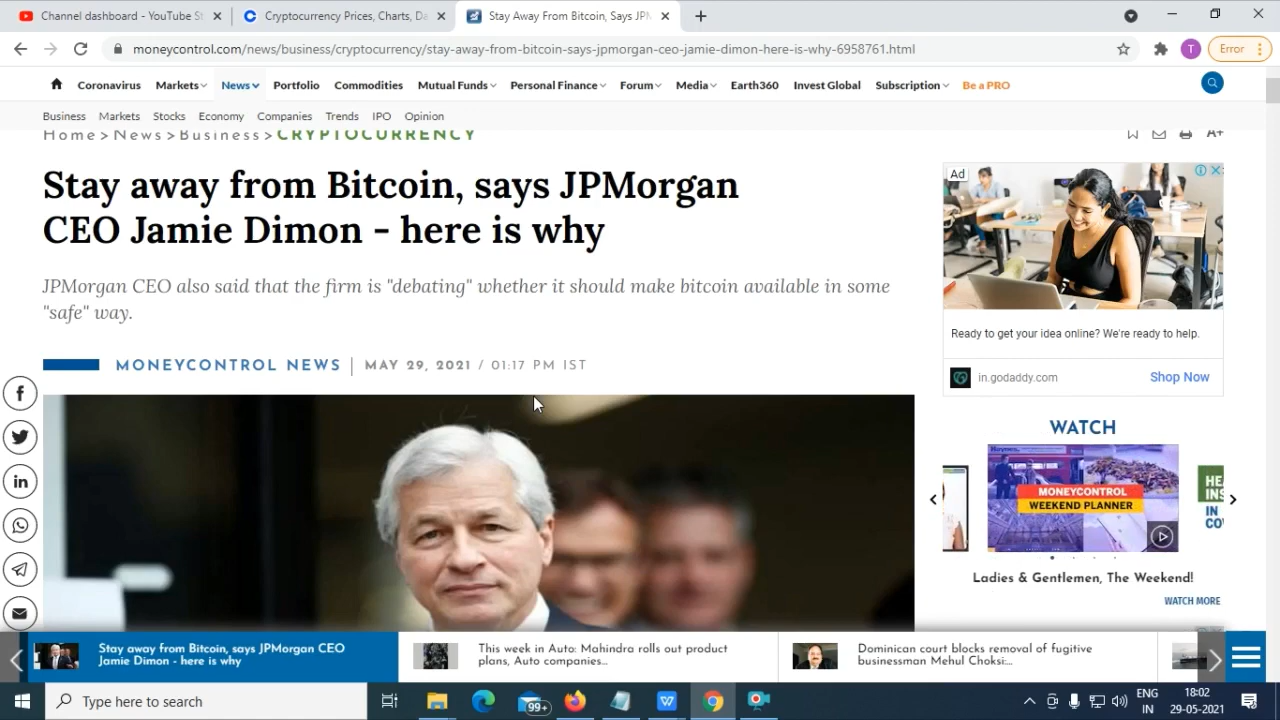 Channel dashboard - YouTube St
Cryptocurrency Prices, Charts, Da
Stay Away From Bitcoin, Says JPM
moneycontrol.com/news/business/cryptocurrency/stay-away-from-bitcoin-says-jpmorgan-ceo-jamie-dimon-here-is-why-6958761.html
T
Error
Coronavirus Markets News Portfolio Commodities Mutual Funds Personal Finance Forum Media Earth360 Invest Global Subscription Be a PRO
Business Markets Stocks Economy Companies Trends IPO Opinion
Home > News > Business > CRYPTOCURRENCY
A+
Stay away from Bitcoin, says JPMorgan
CEO Jamie Dimon - here is why
JPMorgan CEO also said that the firm is "debating" whether it should make bitcoin available in some
"safe" way.
MONEYCONTROL NEWS | MAY 29, 2021 / 01:17 PM IST
Ad
Ready to get your idea online? We're ready to help.
in.godaddy.com
Shop Now
WATCH
MONEYCONTROL
WEEKEND PLANNER
HE
INS
IN
CO
Ladies & Gentlemen, The Weekend!
WATCH MORE
Stay away from Bitcoin, says JPMorgan CEO
Jamie Dimon - here is why
This week in Auto: Mahindra rolls out product
plans, Auto companies...
Dominican court blocks removal of fugitive
businessman Mehul Choksi:...
Type here to search
99+
ENG
IN
18:02
29-05-2021